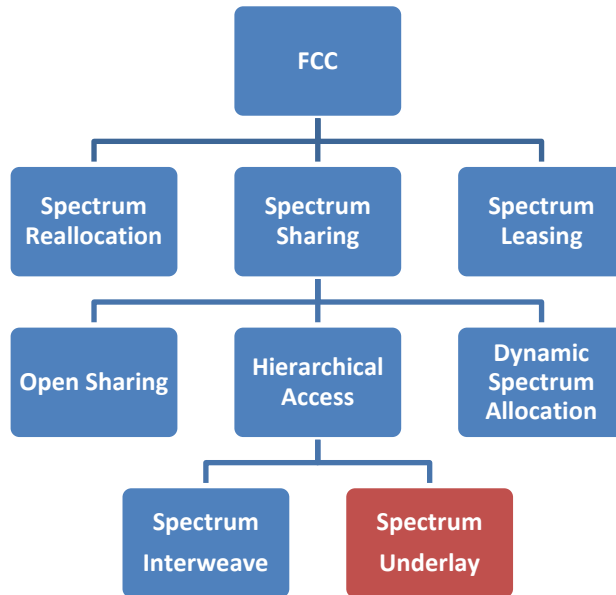 FCC
Spectrum
Reallocation
Spectrum
Sharing
Spectrum
Leasing
Open Sharing
Hierarchical
Access
Dynamic
Spectrum
Allocation
Spectrum
Interweave
Spectrum
Underlay